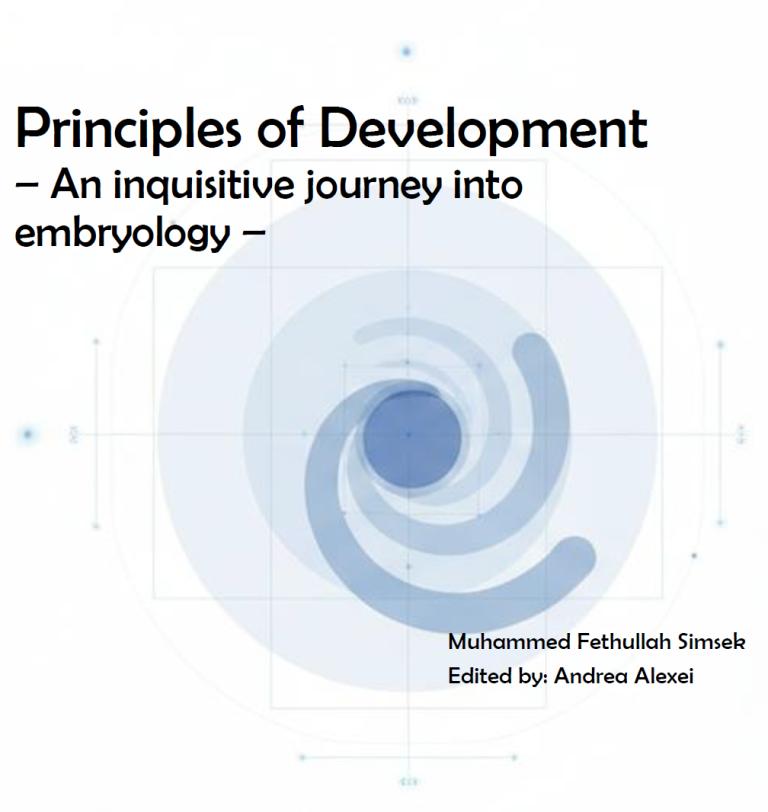 Principles of Development
– An inquisitive journey into
embryology –
Muhammed Fethullah Simsek
Edited by: Andrea Alexei